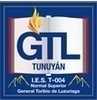 GTL
TUNUYÁN
I.E.S. T-004
Normal Superior
General Toribio de Luzuriaga